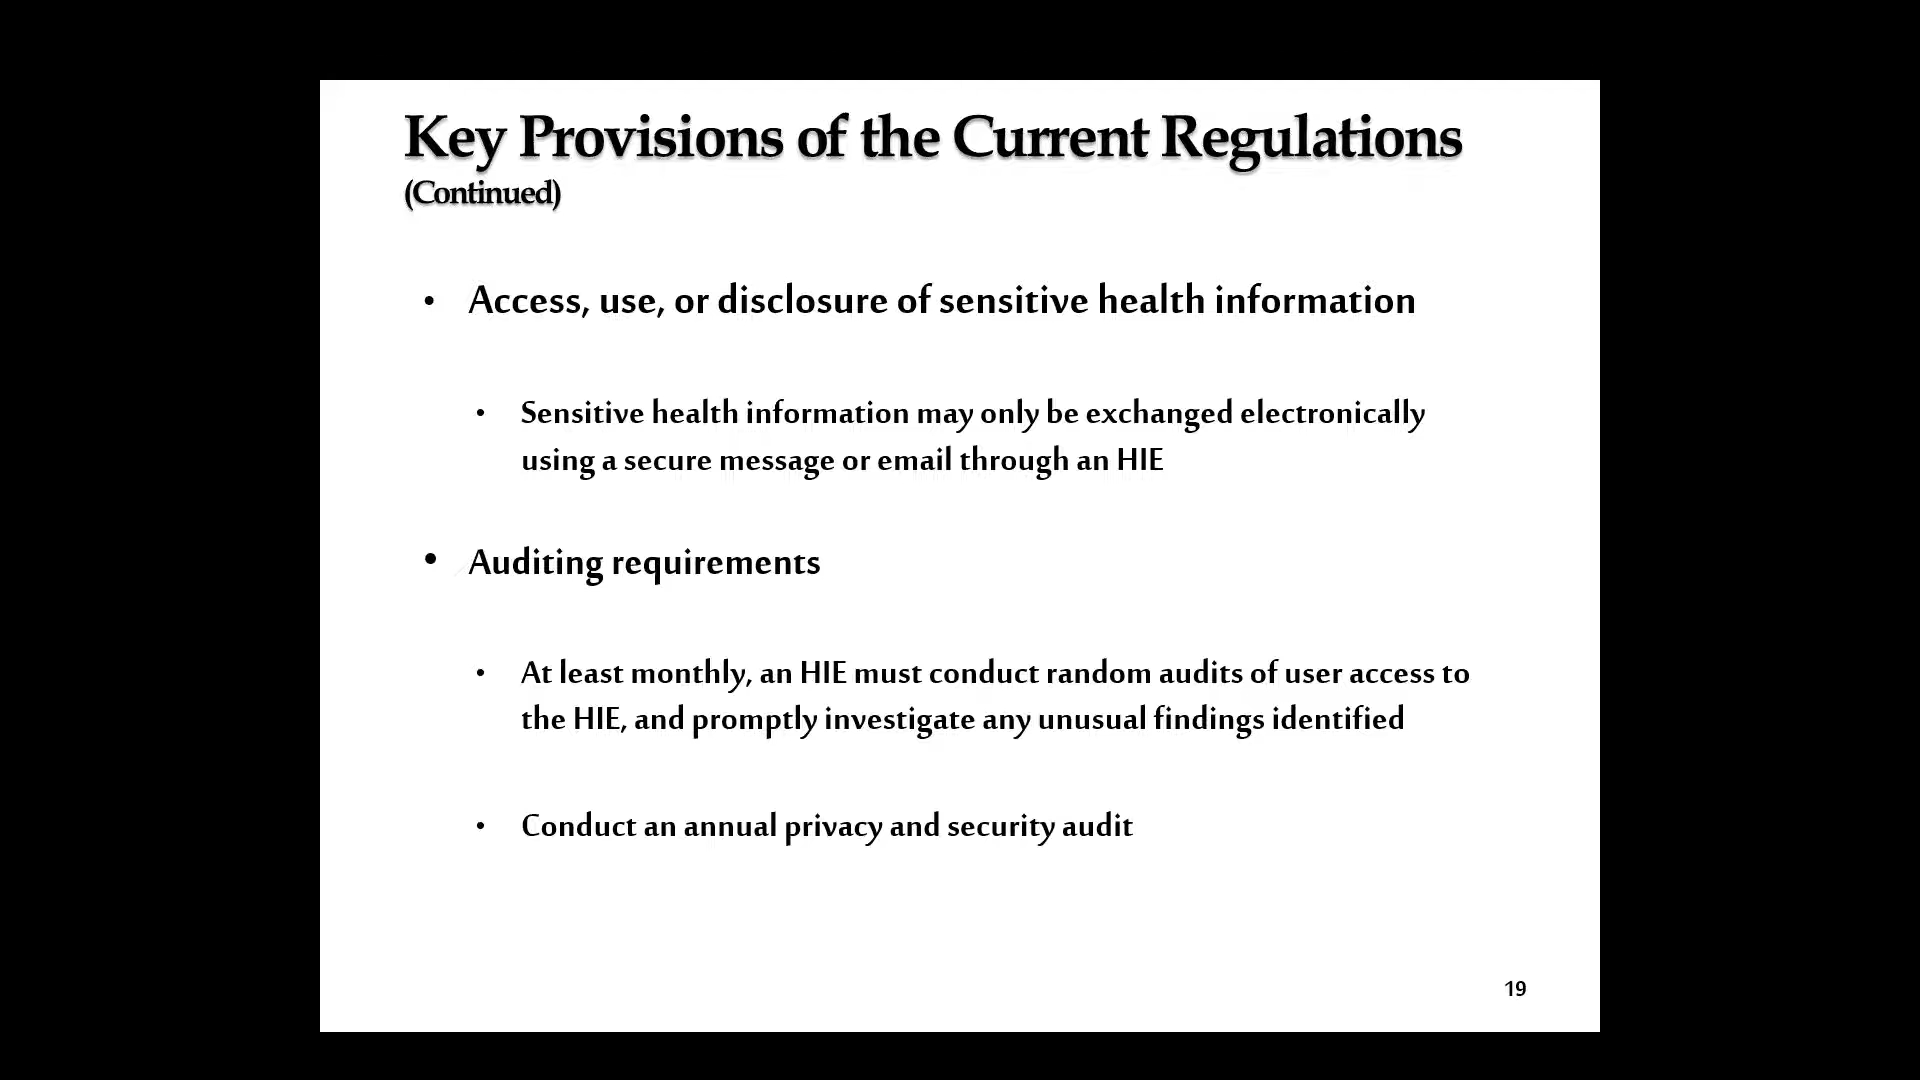 Key Provisions of the Current Regulations
(Continued)
• Access, use, or disclosure of sensitive health information
• Sensitive health information may only be exchanged electronically
using a secure message or email through an HIE
• Auditing requirements
• At least monthly, an HIE must conduct random audits of user access to
the HIE, and promptly investigate any unusual findings identified
• Conduct an annual privacy and security audit
19